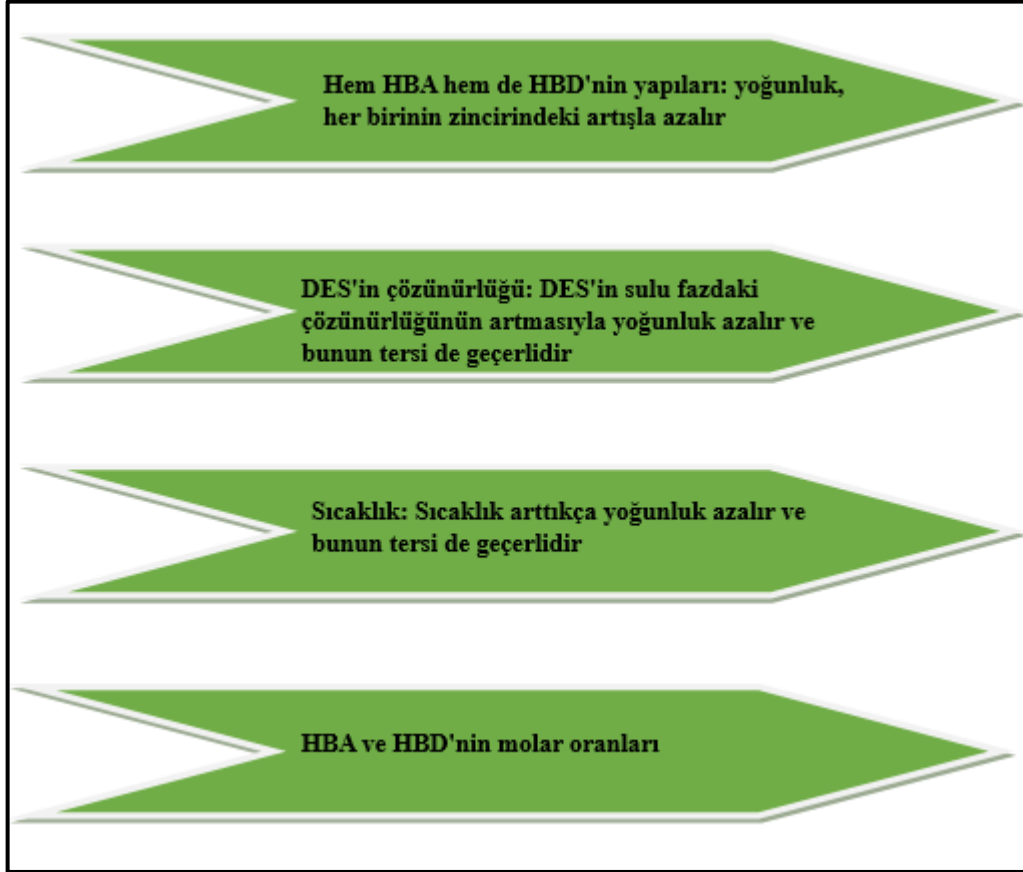 Hem HBA hem de HBD'nin yapıları: yoğunluk,
her birinin zincirindeki artışla azalır
DES'in çözünürlüğü: DES'in sulu fazdaki
çözünürlüğünün artmasıyla yoğunluk azalır ve
bunun tersi de geçerlidir
Sıcaklık: Sıcaklık arttıkça yoğunluk azalır ve
bunun tersi de geçerlidir
HBA ve HBD'nin molar oranları